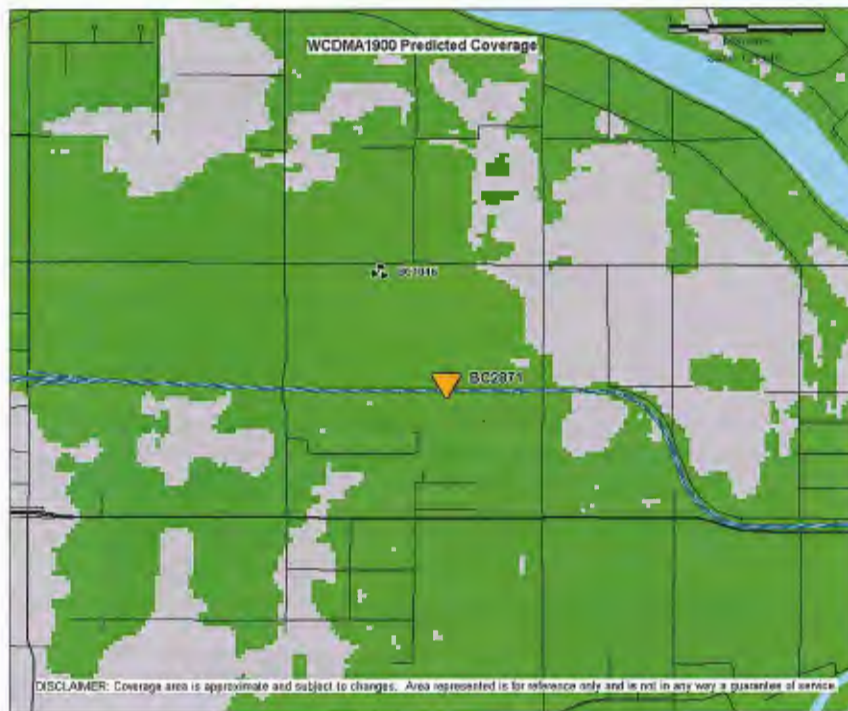 WCDMA1900 Predicted Coverage
BC2871
DISCLAIMER: Coverage area is approximate and subject to changes. Area represented is for reference only and is not in any way a guarantee of service.